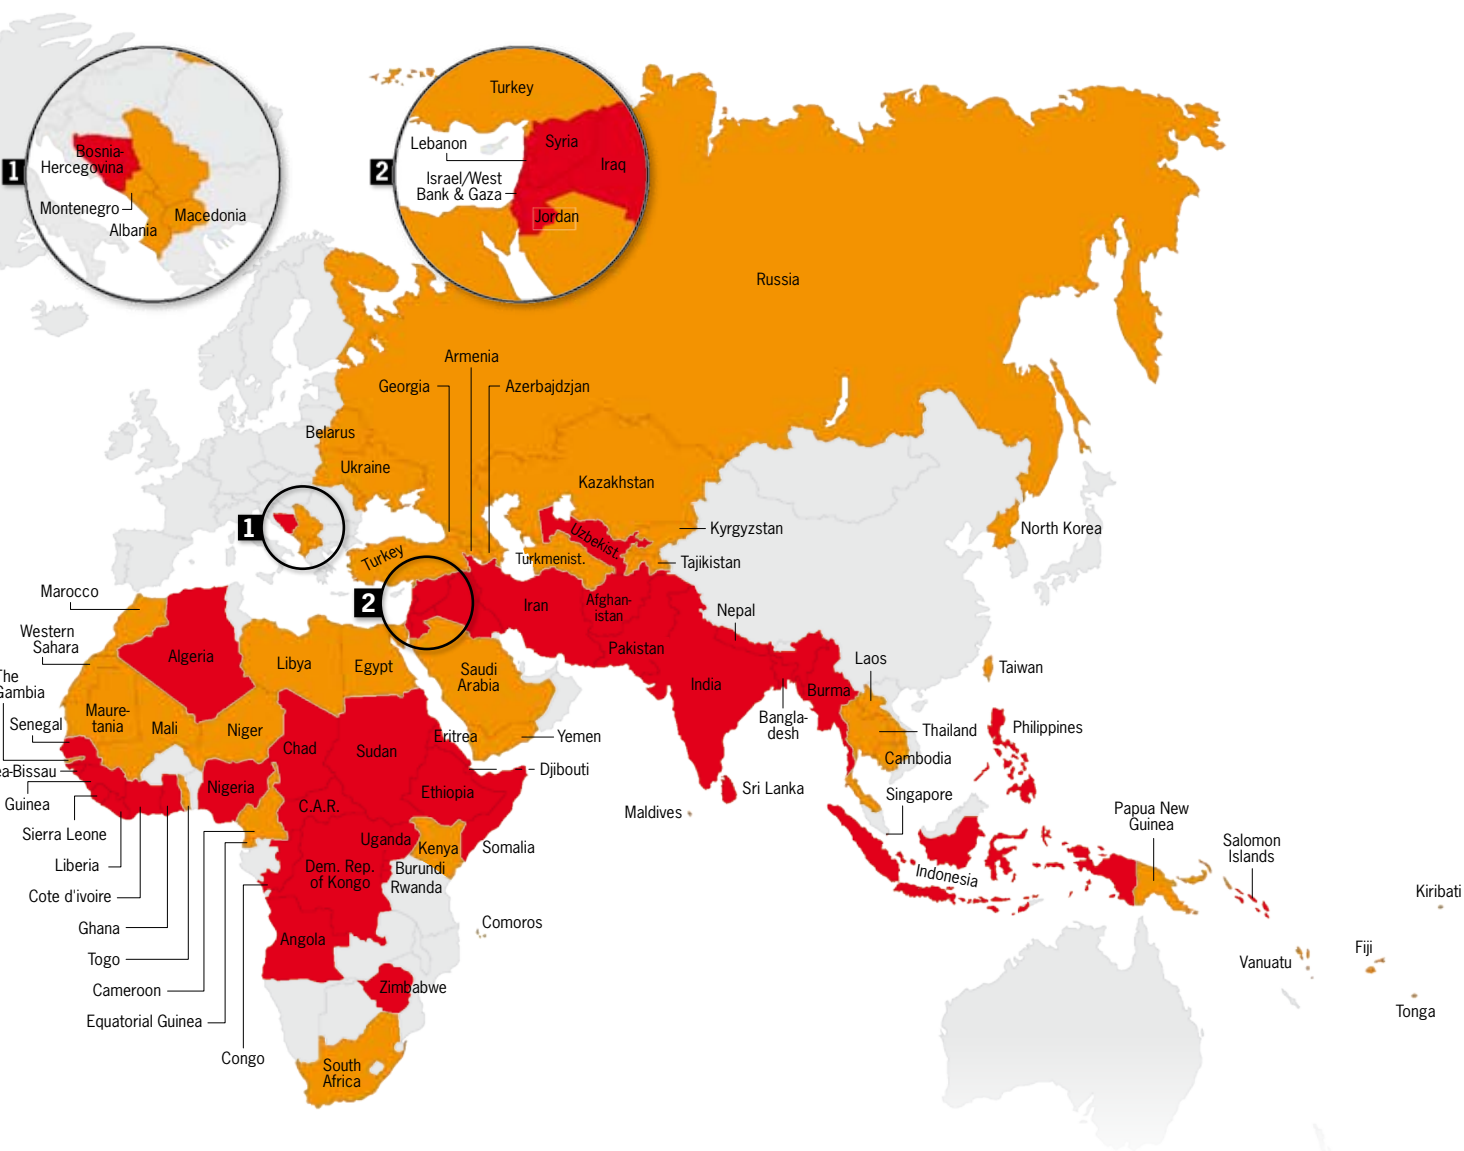 Turkey
Lebanon
Syria
Iraq
Israel/West
Bank & Gaza
Jordan
2
1
Bosnia-
Hercegovina
Montenegro
Albania
Macedonia
Russia
Armenia
Georgia
Azerbajdzjan
Belarus
Ukraine
Kazakhstan
1
Turkey
Uzbekist.
Kyrgyzstan
North Korea
Turkmenist.
Tajikistan
2
Marocco
Iran
Afghan-
istan
Nepal
Western
Sahara
Algeria
Libya
Egypt
Saudi
Arabia
Pakistan
India
Burma
Laos
Taiwan
The
Gambia
Maure-
tania
Mali
Niger
Senegal
Chad
Sudan
Eritrea
Yemen
Bangla-
desh
Thailand
Philippines
Cambodia
a-Bissau
Guinea
Nigeria
C.A.R.
Ethiopia
Djibouti
Sri Lanka
Maldives
Singapore
Papua New
Guinea
Sierra Leone
Uganda
Kenya
Somalia
Salomon
Islands
Liberia
Dem. Rep.
of Kongo
Burundi
Rwanda
Indonesia
Kiribati
Cote d'ivoire
Ghana
Angola
Comoros
Togo
Vanuatu
Fiji
Cameroon
Zimbabwe
Tonga
Equatorial Guinea
Congo
South
Africa